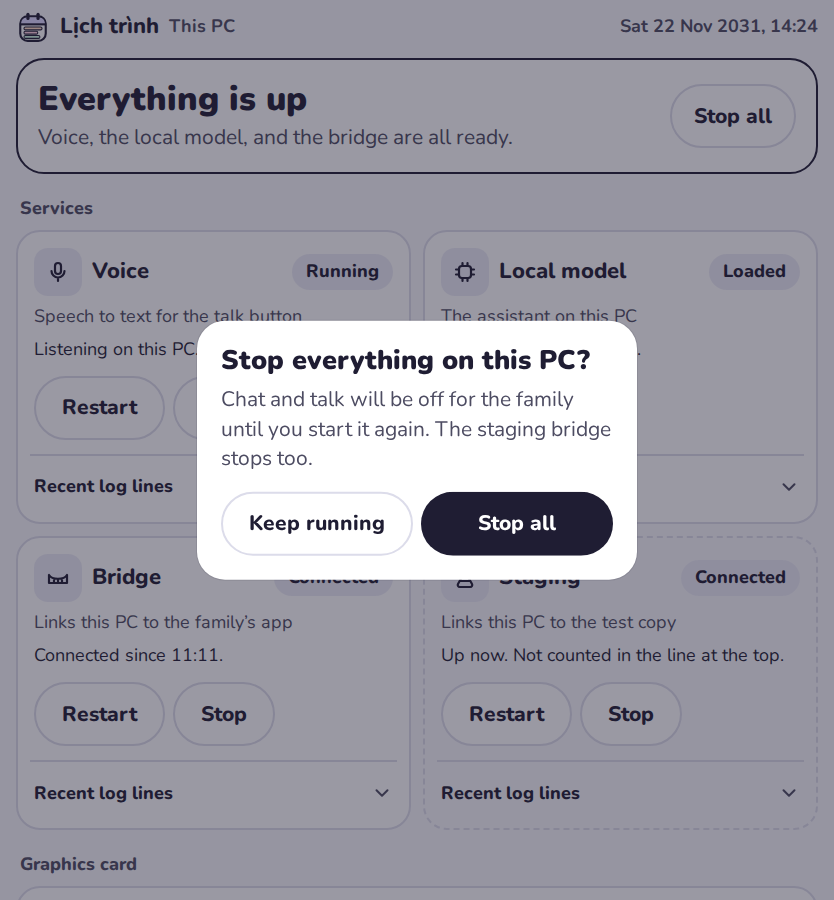 Lịch trình This PC
Sat 22 Nov 2031, 14:24
Everything is up
Voice, the local model, and the bridge are all ready.
Stop all
Services
Voice
Running
Speech to text for the talk button
Listening on this PC.
Restart
Recent log lines
Local model
Loaded
The assistant on this PC
Stop everything on this PC?
Chat and talk will be off for the family
until you start it again. The staging bridge
stops too.
Keep running
Stop all
Bridge
Connected
Links this PC to the family’s app
Connected since 11:11.
Restart
Stop
Recent log lines
Staging
Connected
Links this PC to the test copy
Up now. Not counted in the line at the top.
Restart
Stop
Recent log lines
Graphics card